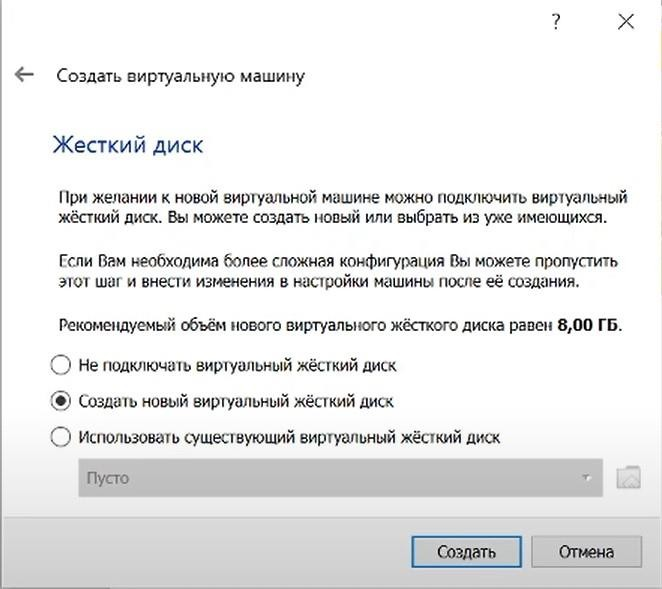 ?
Создать виртуальную машину
Жесткий диск
При желании к новой виртуальной машине можно подключить виртуальный
жёсткий диск. Вы можете создать новый или выбрать из уже имеющихся.
Если Вам необходима более сложная конфигурация Вы можете пропустить
этот шаг и внести изменения в настройки машины после её создания.
Рекомендуемый объём нового виртуального жёсткого диска равен 8,00 ГБ.
Не подключать виртуальный жёсткий диск
Создать новый виртуальный жёсткий диск
Использовать существующий виртуальный жёсткий диск
Пусто
Создать Отмена